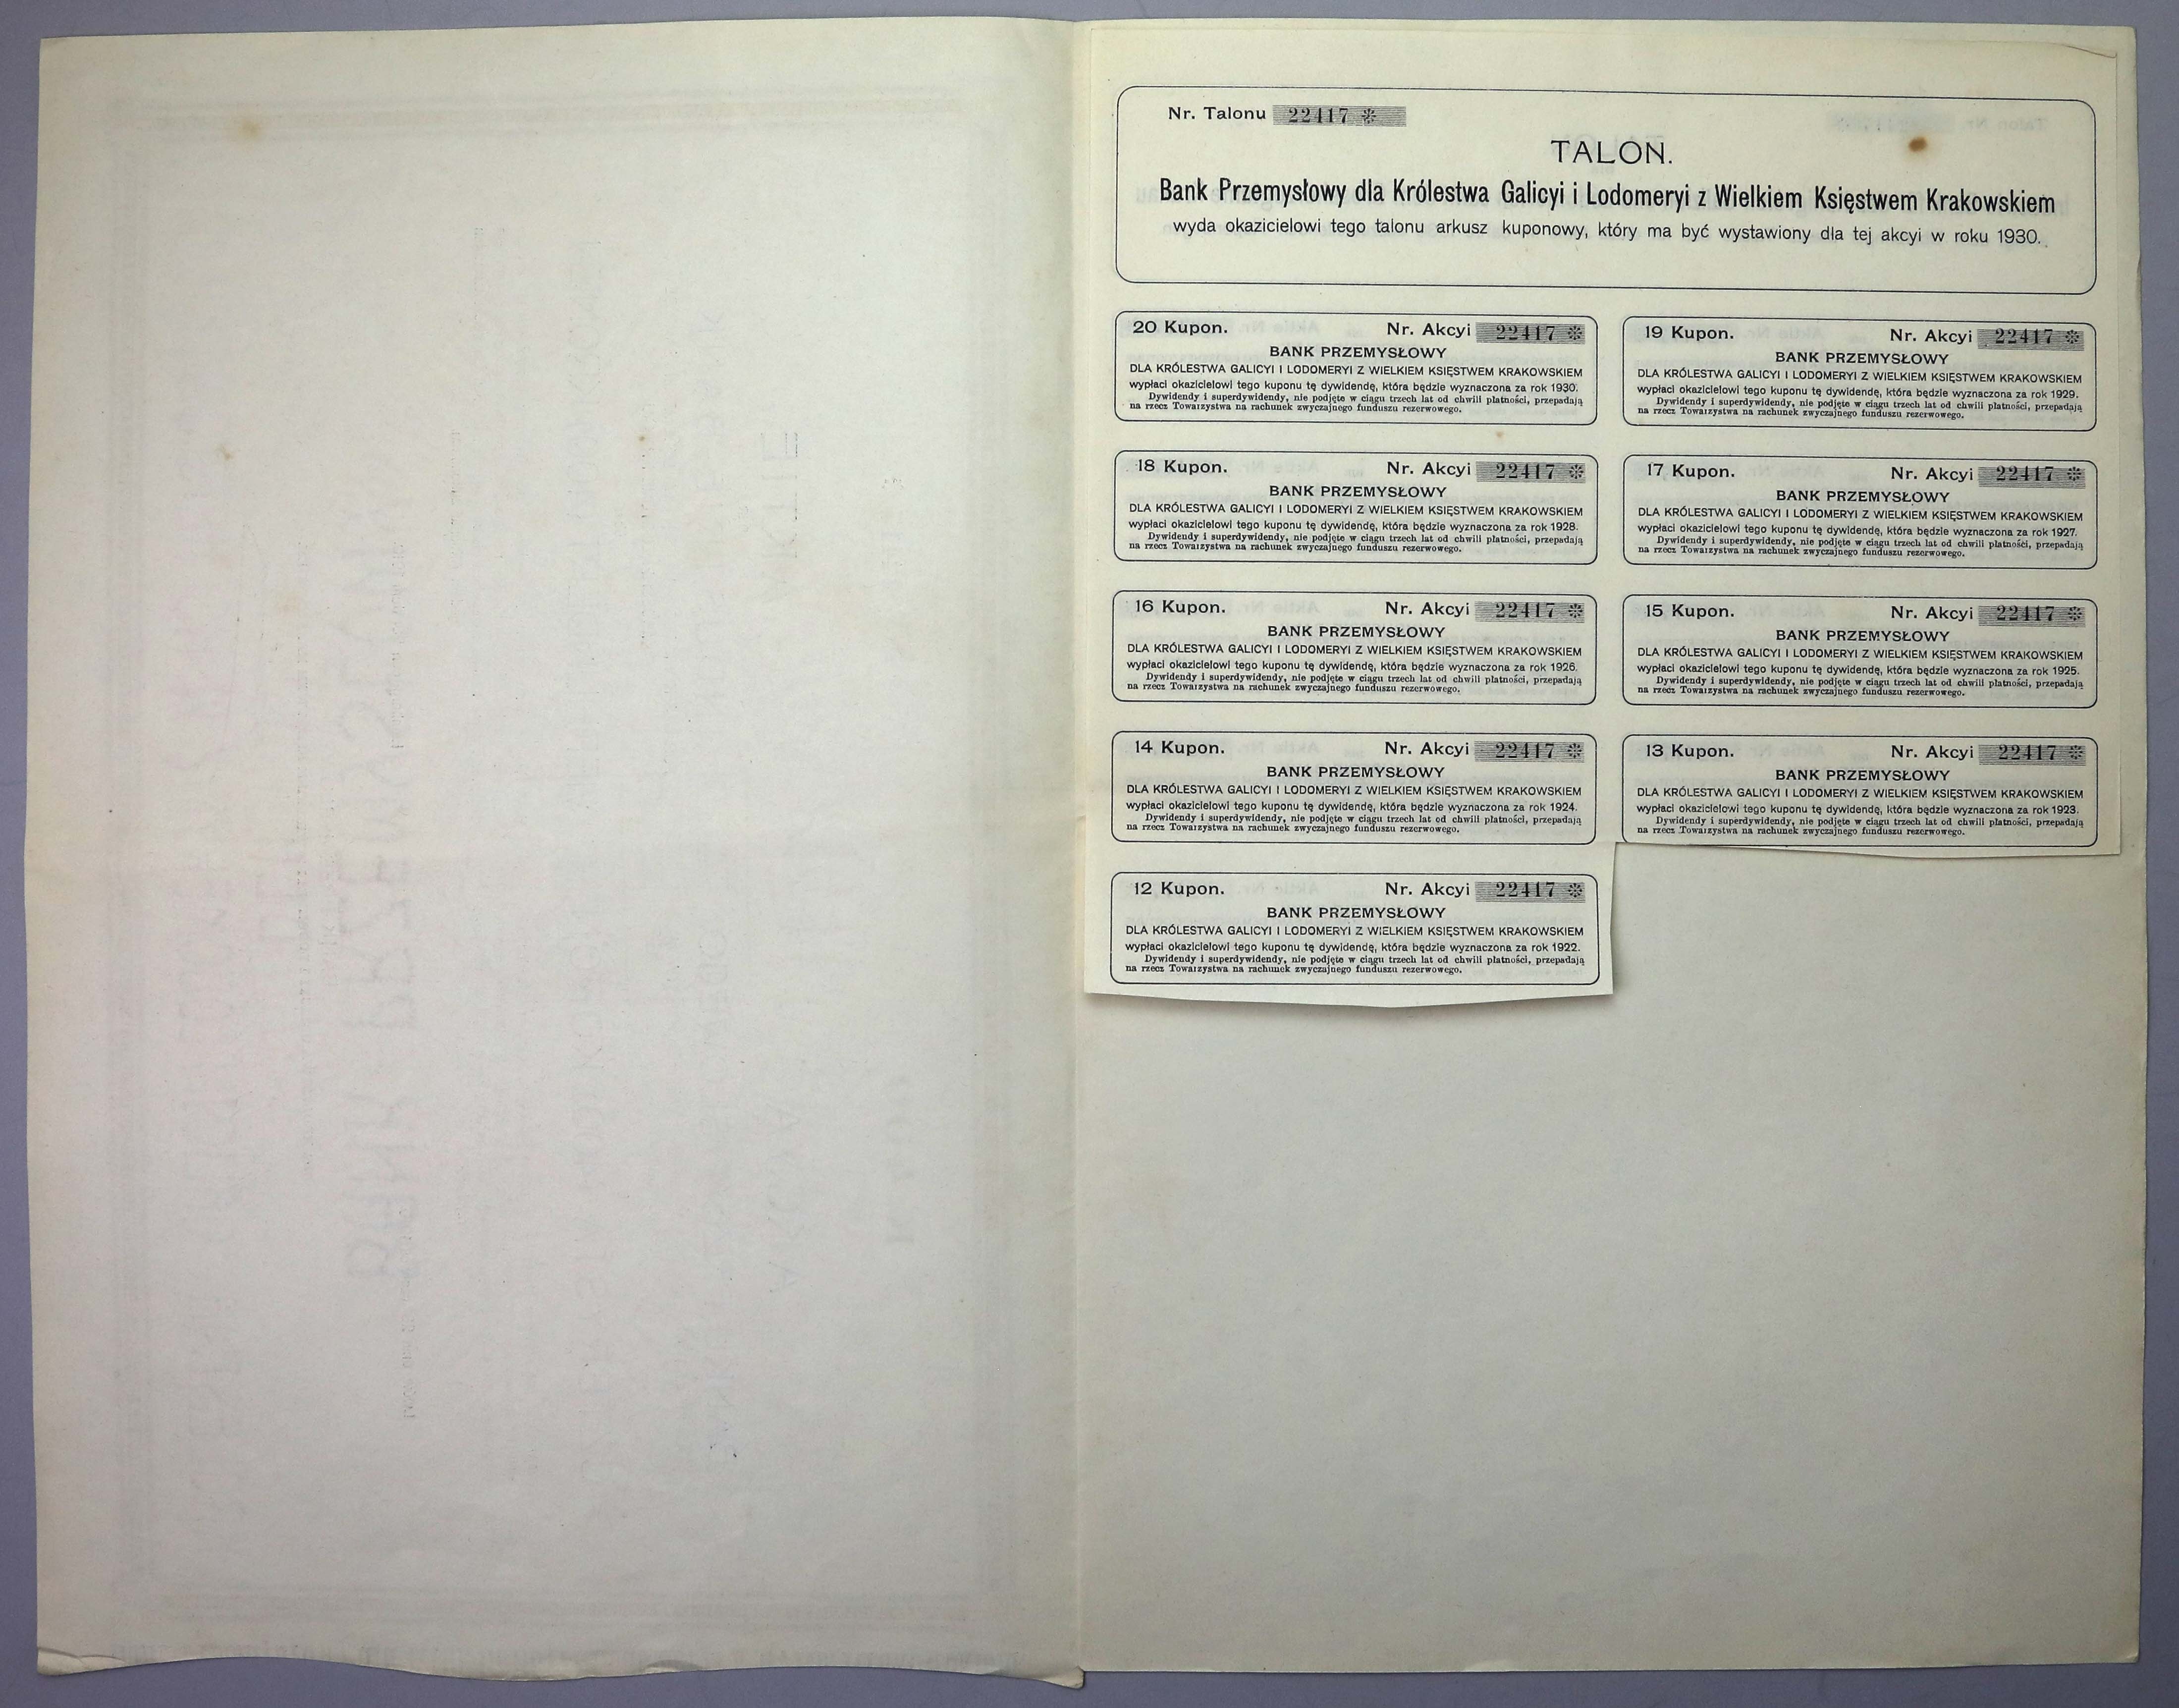 Nr. Talonu 22417 ❊
TALON.
Bank Przemysłowy dla Królestwa Galicyi i Lodomeryi z Wielkiem Księstwem Krakowskiem
wyda okazicielowi tego talonu arkusz kuponowy, który ma być wystawiony dla tej akcyi w roku 1930.
20 Kupon. Nr. Akcyi 22417 ❊
BANK PRZEMYSŁOWY
DLA KRÓLESTWA GALICYI I LODOMERYI Z WIELKIEM KSIĘSTWEM KRAKOWSKIEM
wypłaci okazicielowi tego kuponu tę dywidendę, która będzie wyznaczona za rok 1930.
Dywidendy i superdywidendy, nie podjęte w ciągu trzech lat od chwili płatności, przepadają
na rzecz Towarzystwa na rachunek zwyczajnego funduszu rezerwowego.
19 Kupon. Nr. Akcyi 22417 ❊
BANK PRZEMYSŁOWY
DLA KRÓLESTWA GALICYI I LODOMERYI Z WIELKIEM KSIĘSTWEM KRAKOWSKIEM
wypłaci okazicielowi tego kuponu tę dywidendę, która będzie wyznaczona za rok 1929.
Dywidendy i superdywidendy, nie podjęte w ciągu trzech lat od chwili płatności, przepadają
na rzecz Towarzystwa na rachunek zwyczajnego funduszu rezerwowego.
18 Kupon. Nr. Akcyi 22417 ❊
BANK PRZEMYSŁOWY
DLA KRÓLESTWA GALICYI I LODOMERYI Z WIELKIEM KSIĘSTWEM KRAKOWSKIEM
wypłaci okazicielowi tego kuponu tę dywidendę, która będzie wyznaczona za rok 1928.
Dywidendy i superdywidendy, nie podjęte w ciągu trzech lat od chwili płatności, przepadają
na rzecz Towarzystwa na rachunek zwyczajnego funduszu rezerwowego.
17 Kupon. Nr. Akcyi 22417 ❊
BANK PRZEMYSŁOWY
DLA KRÓLESTWA GALICYI I LODOMERYI Z WIELKIEM KSIĘSTWEM KRAKOWSKIEM
wypłaci okazicielowi tego kuponu tę dywidendę, która będzie wyznaczona za rok 1927.
Dywidendy i superdywidendy, nie podjęte w ciągu trzech lat od chwili płatności, przepadają
na rzecz Towarzystwa na rachunek zwyczajnego funduszu rezerwowego.
16 Kupon. Nr. Akcyi 22417 ❊
BANK PRZEMYSŁOWY
DLA KRÓLESTWA GALICYI I LODOMERYI Z WIELKIEM KSIĘSTWEM KRAKOWSKIEM
wypłaci okazicielowi tego kuponu tę dywidendę, która będzie wyznaczona za rok 1926.
Dywidendy i superdywidendy, nie podjęte w ciągu trzech lat od chwili płatności, przepadają
na rzecz Towarzystwa na rachunek zwyczajnego funduszu rezerwowego.
15 Kupon. Nr. Akcyi 22417 ❊
BANK PRZEMYSŁOWY
DLA KRÓLESTWA GALICYI I LODOMERYI Z WIELKIEM KSIĘSTWEM KRAKOWSKIEM
wypłaci okazicielowi tego kuponu tę dywidendę, która będzie wyznaczona za rok 1925.
Dywidendy i superdywidendy, nie podjęte w ciągu trzech lat od chwili płatności, przepadają
na rzecz Towarzystwa na rachunek zwyczajnego funduszu rezerwowego.
14 Kupon. Nr. Akcyi 22417 ❊
BANK PRZEMYSŁOWY
DLA KRÓLESTWA GALICYI I LODOMERYI Z WIELKIEM KSIĘSTWEM KRAKOWSKIEM
wypłaci okazicielowi tego kuponu tę dywidendę, która będzie wyznaczona za rok 1924.
Dywidendy i superdywidendy, nie podjęte w ciągu trzech lat od chwili płatności, przepadają
na rzecz Towarzystwa na rachunek zwyczajnego funduszu rezerwowego.
13 Kupon. Nr. Akcyi 22417 ❊
BANK PRZEMYSŁOWY
DLA KRÓLESTWA GALICYI I LODOMERYI Z WIELKIEM KSIĘSTWEM KRAKOWSKIEM
wypłaci okazicielowi tego kuponu tę dywidendę, która będzie wyznaczona za rok 1923.
Dywidendy i superdywidendy, nie podjęte w ciągu trzech lat od chwili płatności, przepadają
na rzecz Towarzystwa na rachunek zwyczajnego funduszu rezerwowego.
12 Kupon. Nr. Akcyi 22417 ❊
BANK PRZEMYSŁOWY
DLA KRÓLESTWA GALICYI I LODOMERYI Z WIELKIEM KSIĘSTWEM KRAKOWSKIEM
wypłaci okazicielowi tego kuponu tę dywidendę, która będzie wyznaczona za rok 1922.
Dywidendy i superdywidendy, nie podjęte w ciągu trzech lat od chwili płatności, przepadają
na rzecz Towarzystwa na rachunek zwyczajnego funduszu rezerwowego.